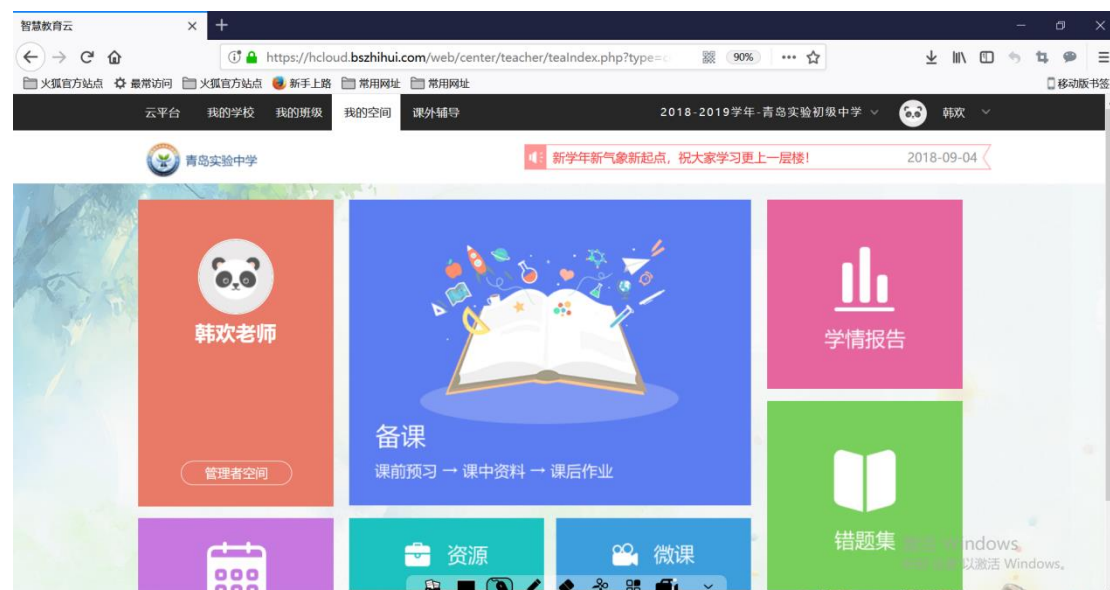 智慧教育云
https://hcloud.bszhihui.com/web/center/teacher/teaIndex.php?type=
90%
火狐官方站点 最常访问 火狐官方站点 新手上路 常用网址 常用网址 移动版书签
云平台 我的学校 我的班级 我的空间 课外辅导 2018-2019学年-青岛实验初级中学 韩欢
青岛实验中学 新学年新气象新起点，祝大家学习更上一层楼！ 2018-09-04
韩欢老师
管理者空间
备课
课前预习 → 课中资料 → 课后作业
学情报告
错题集
资源
微课
ndows
以激活 Windows。